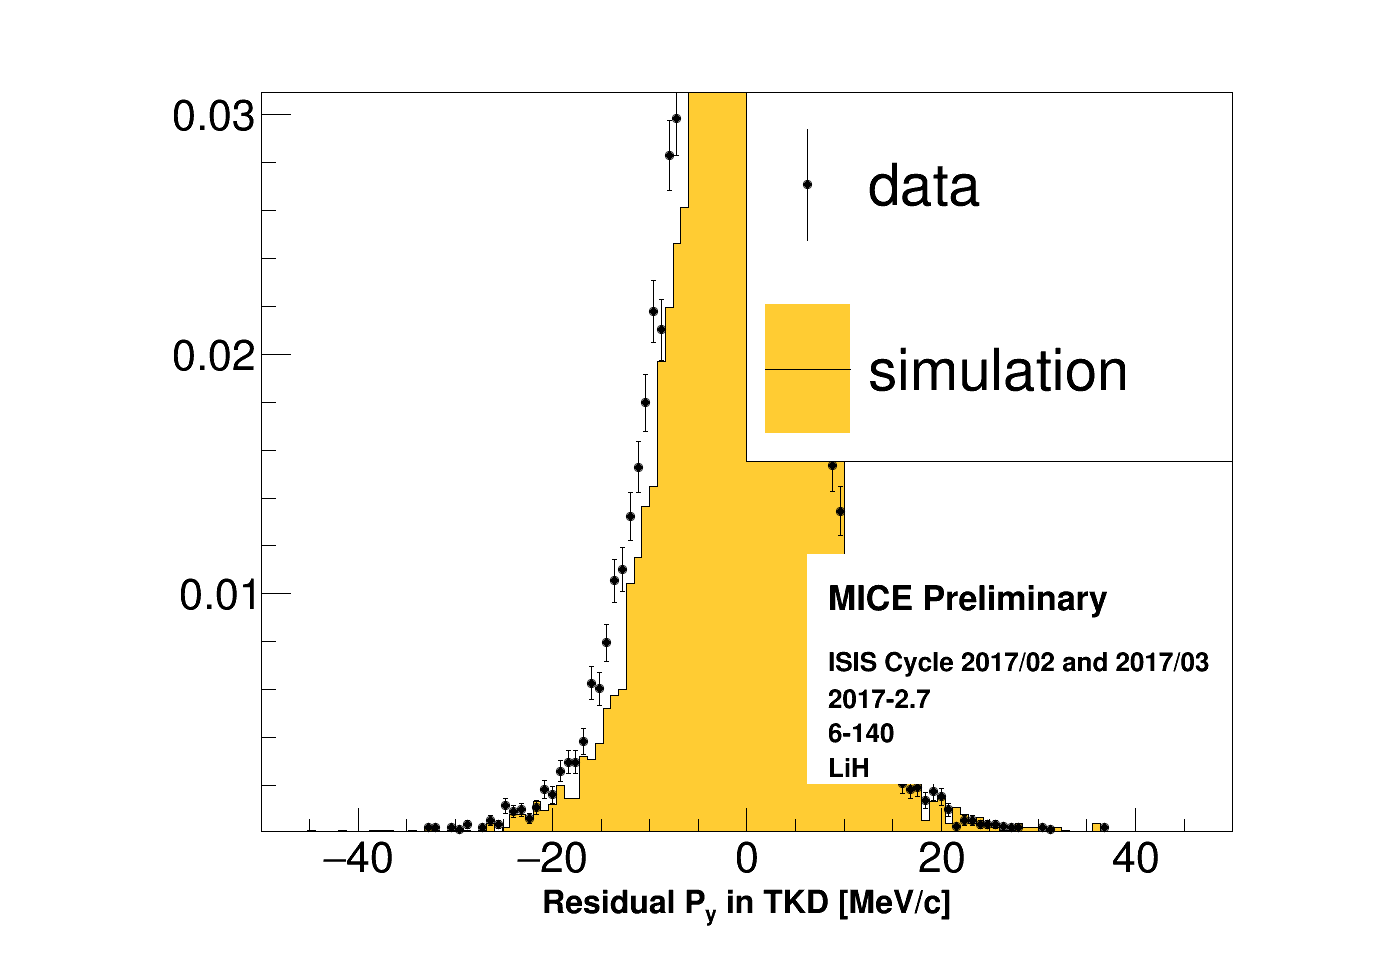 0.03
data
0.02
simulation
0.01
MICE Preliminary
ISIS Cycle 2017/02 and 2017/03
2017-2.7
6-140
LiH
−40 −20 0 20 40
Residual Py in TKD [MeV/c]